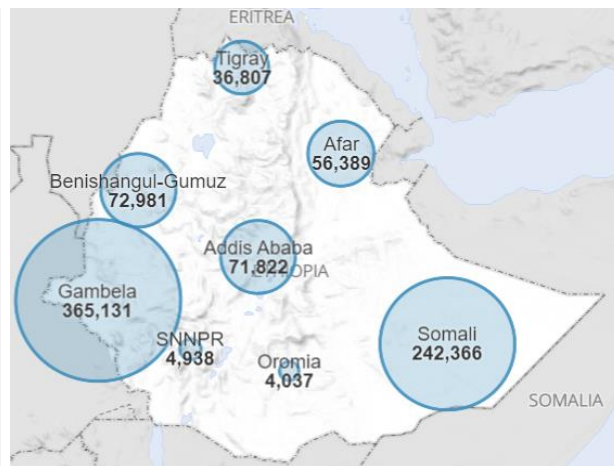 ERITREA
Tigray
36,807
Afar
56,389
Benishangul-Gumuz
72,981
Addis Ababa
71,822
ETHIOPIA
Gambela
365,131
Somali
242,366
SNNPR
4,938
Oromia
4,037
SOMALIA